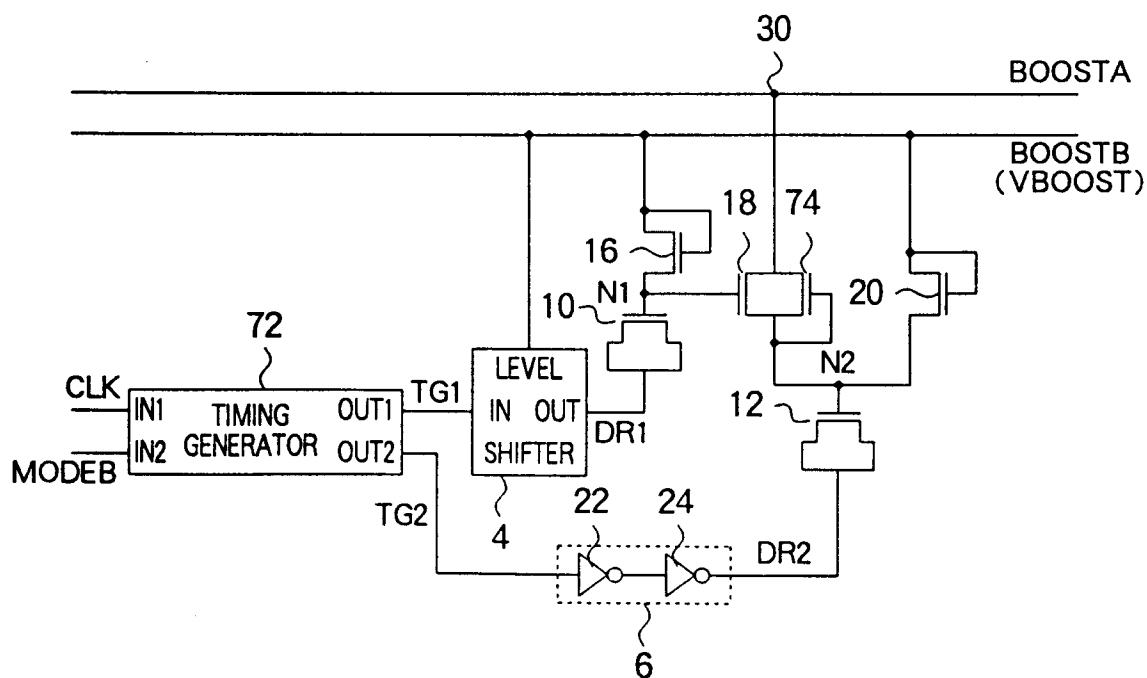 30
BOOSTA
BOOSTB
(VBOOST)
18
74
16
20
N1
10
72
N2
LEVEL
CLK
TG1
12
IN1
TIMING
OUT1
IN
OUT
DR1
IN2
GENERATOR
OUT2
SHIFTER
MODEB
TG2
4
22
24
DR2
6